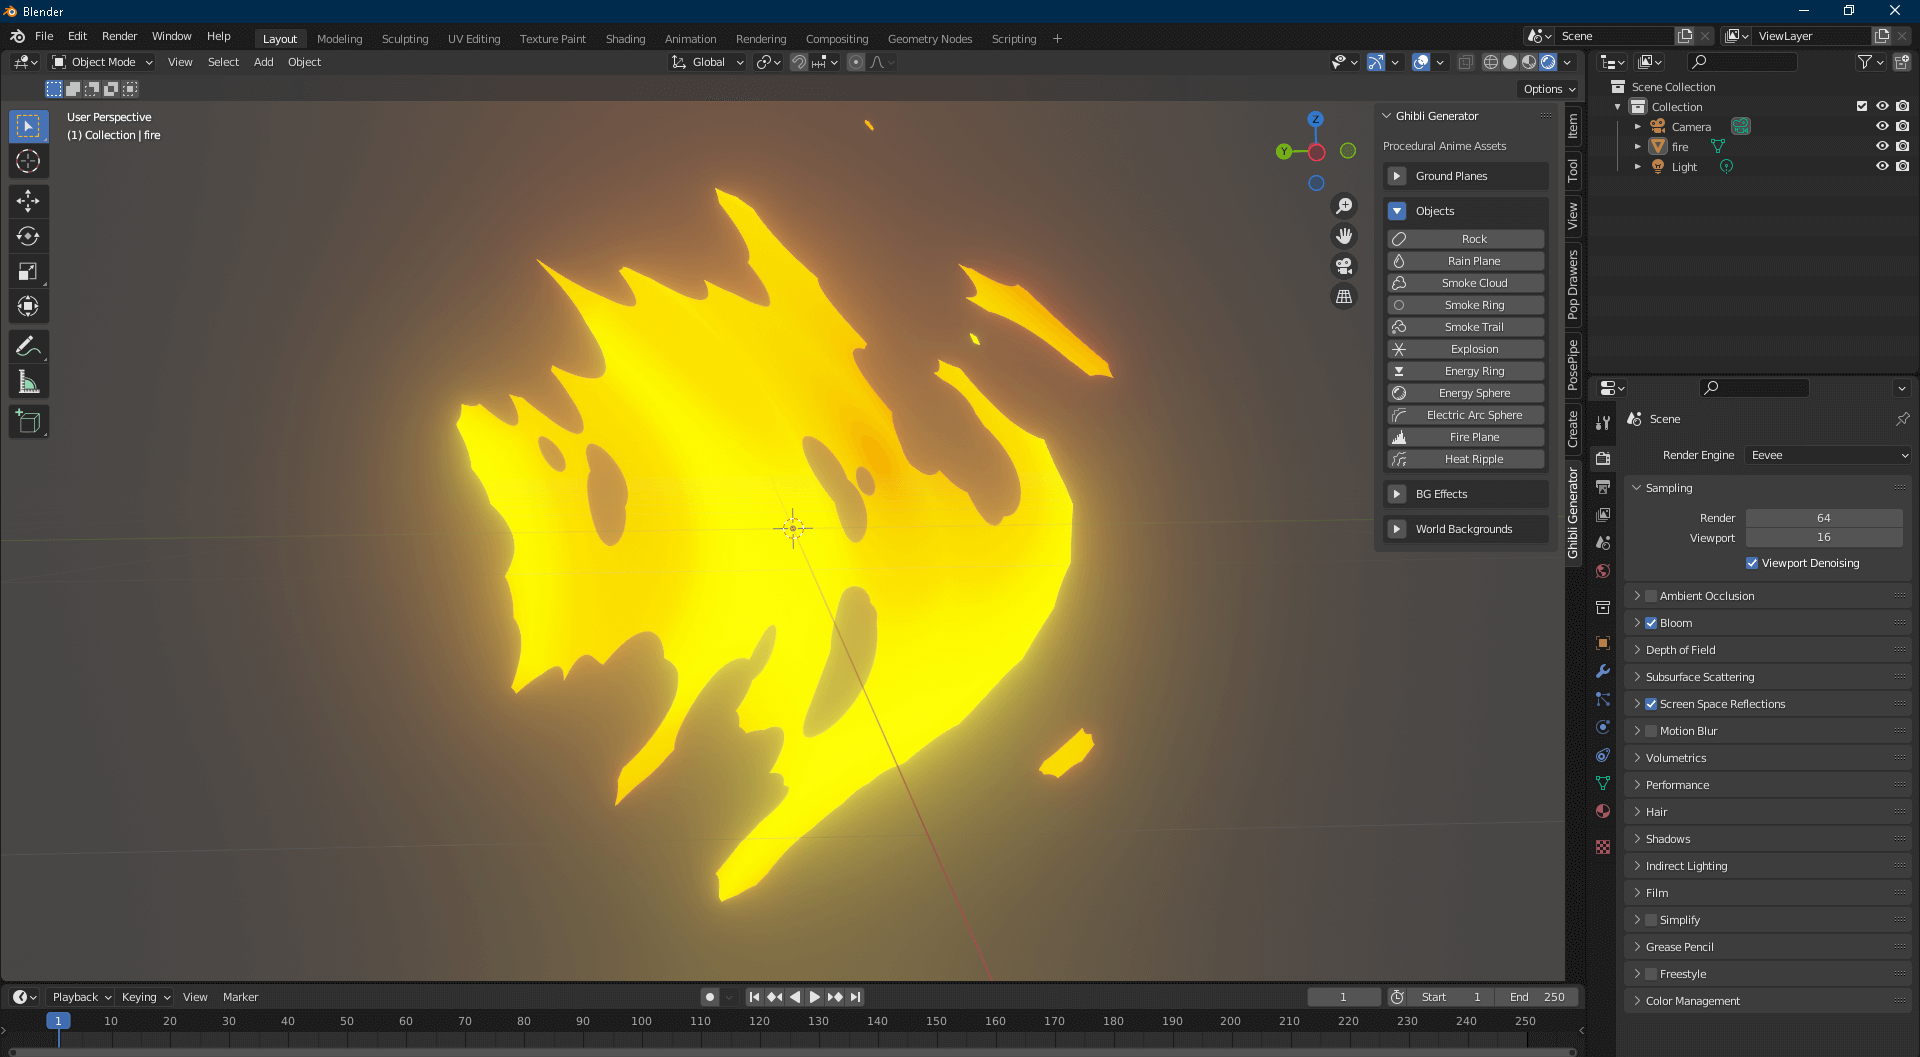 Blender
File Edit Render Window Help
Layout Modeling Sculpting UV Editing Texture Paint Shading Animation Rendering Compositing Geometry Nodes Scripting +
Scene
ViewLayer
Object Mode View Select Add Object
Global
Options
User Perspective
(1) Collection | fire
Z
Y
Ghibli Generator
Procedural Anime Assets
Ground Planes
Objects
Rock
Rain Plane
Smoke Cloud
Smoke Ring
Smoke Trail
Explosion
Energy Ring
Energy Sphere
Electric Arc Sphere
Fire Plane
Heat Ripple
BG Effects
World Backgrounds
Item
Tool
View
Pop Drawers
PosePipe
Create
Ghibli Generator
Scene Collection
Collection
Camera
fire
Light
Scene
Render Engine Eevee
Sampling
Render 64
Viewport 16
Viewport Denoising
Ambient Occlusion
Bloom
Depth of Field
Subsurface Scattering
Screen Space Reflections
Motion Blur
Volumetrics
Performance
Hair
Shadows
Indirect Lighting
Film
Simplify
Grease Pencil
Freestyle
Color Management
Playback Keying View Marker
1 Start 1 End 250
1 10 20 30 40 50 60 70 80 90 100 110 120 130 140 150 160 170 180 190 200 210 220 230 240 250